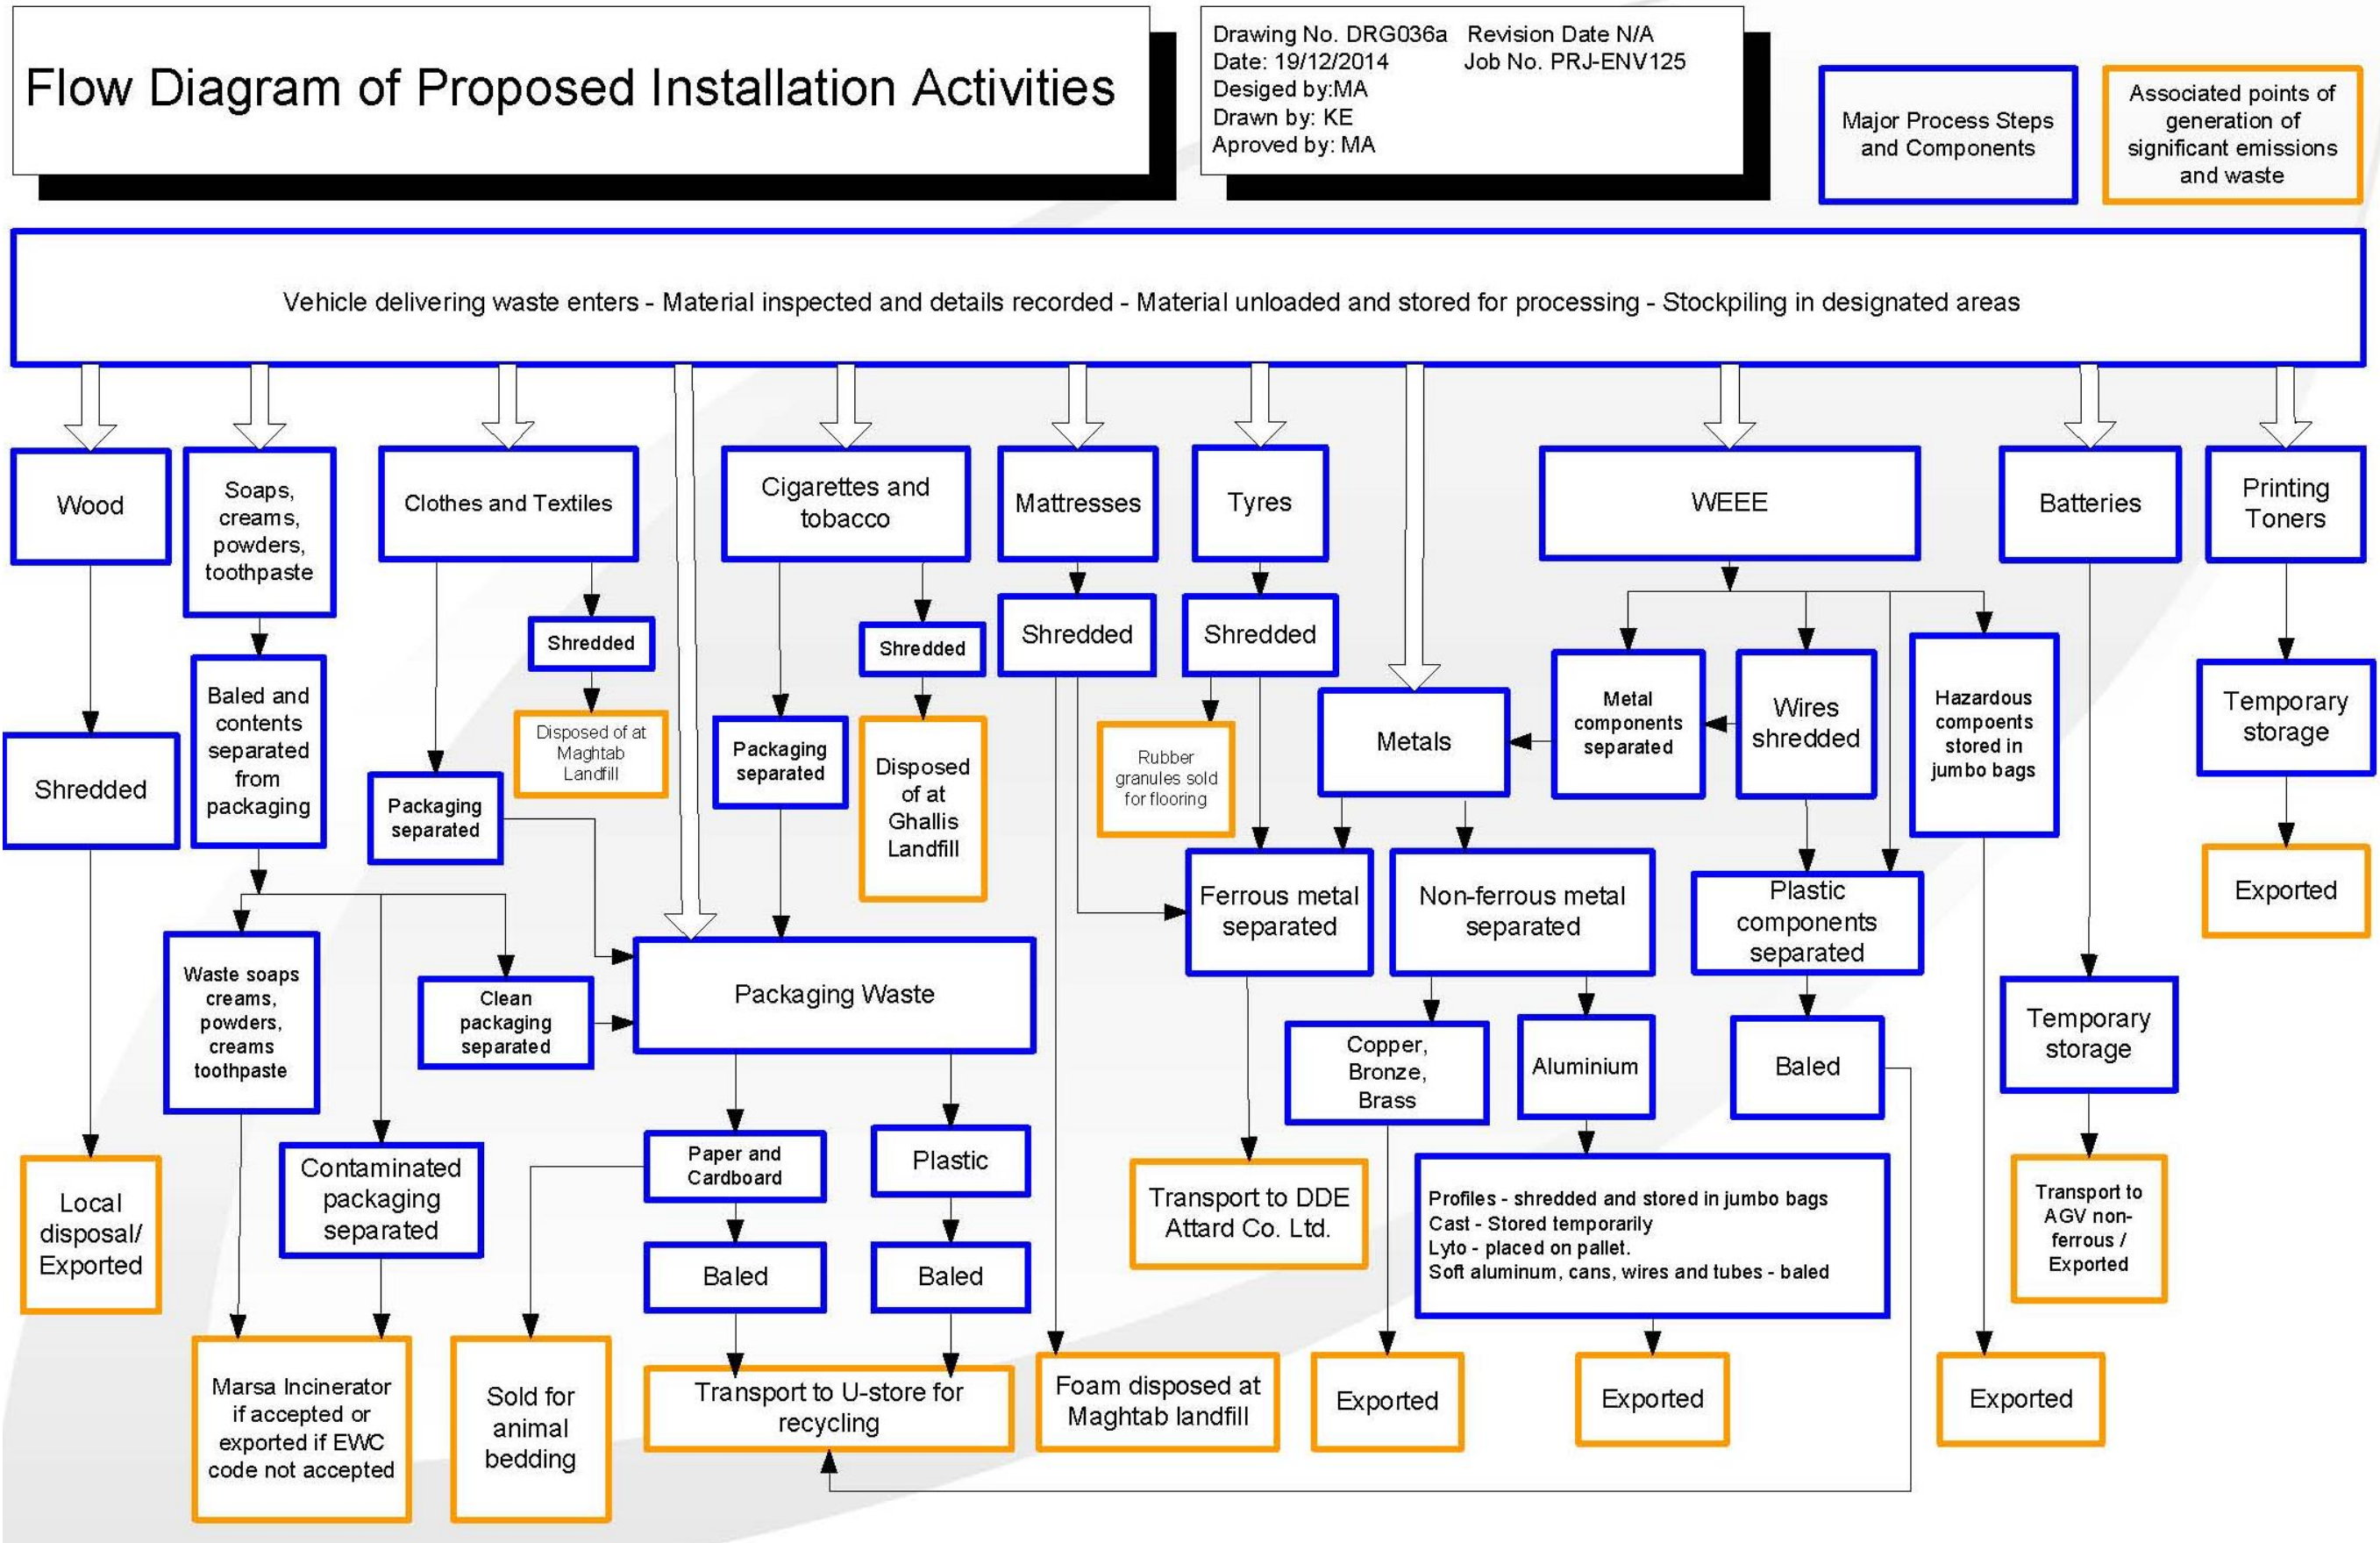 Flow Diagram of Proposed Installation Activities
Drawing No. DRG036a Revision Date N/A
Date: 19/12/2014 Job No. PRJ-ENV125
Desiged by:MA
Drawn by: KE
Aproved by: MA
Major Process Steps
and Components
Associated points of
generation of
significant emissions
and waste
Vehicle delivering waste enters - Material inspected and details recorded - Material unloaded and stored for processing - Stockpiling in designated areas
Wood
Soaps,
creams,
powders,
toothpaste
Clothes and Textiles
Cigarettes and
tobacco
Mattresses
Tyres
WEEE
Batteries
Printing
Toners
Shredded
Shredded
Shredded
Shredded
Baled and
contents
separated
from
packaging
Metal
components
separated
Wires
shredded
Hazardous
compoents
stored in
jumbo bags
Temporary
storage
Metals
Disposed of at
Maghtab
Landfill
Packaging
separated
Disposed
of at
Ghallis
Landfill
Rubber
granules sold
for flooring
Shredded
Packaging
separated
Ferrous metal
separated
Non-ferrous metal
separated
Plastic
components
separated
Exported
Waste soaps
creams,
powders,
creams
toothpaste
Clean
packaging
separated
Packaging Waste
Copper,
Bronze,
Brass
Aluminium
Baled
Temporary
storage
Local
disposal/
Exported
Contaminated
packaging
separated
Paper and
Cardboard
Plastic
Transport to DDE
Attard Co. Ltd.
Profiles - shredded and stored in jumbo bags
Cast - Stored temporarily
Lyto - placed on pallet.
Soft aluminum, cans, wires and tubes - baled
Transport to
AGV non-
ferrous /
Exported
Baled
Baled
Marsa Incinerator
if accepted or
exported if EWC
code not accepted
Sold for
animal
bedding
Transport to U-store for
recycling
Foam disposed at
Maghtab landfill
Exported
Exported
Exported